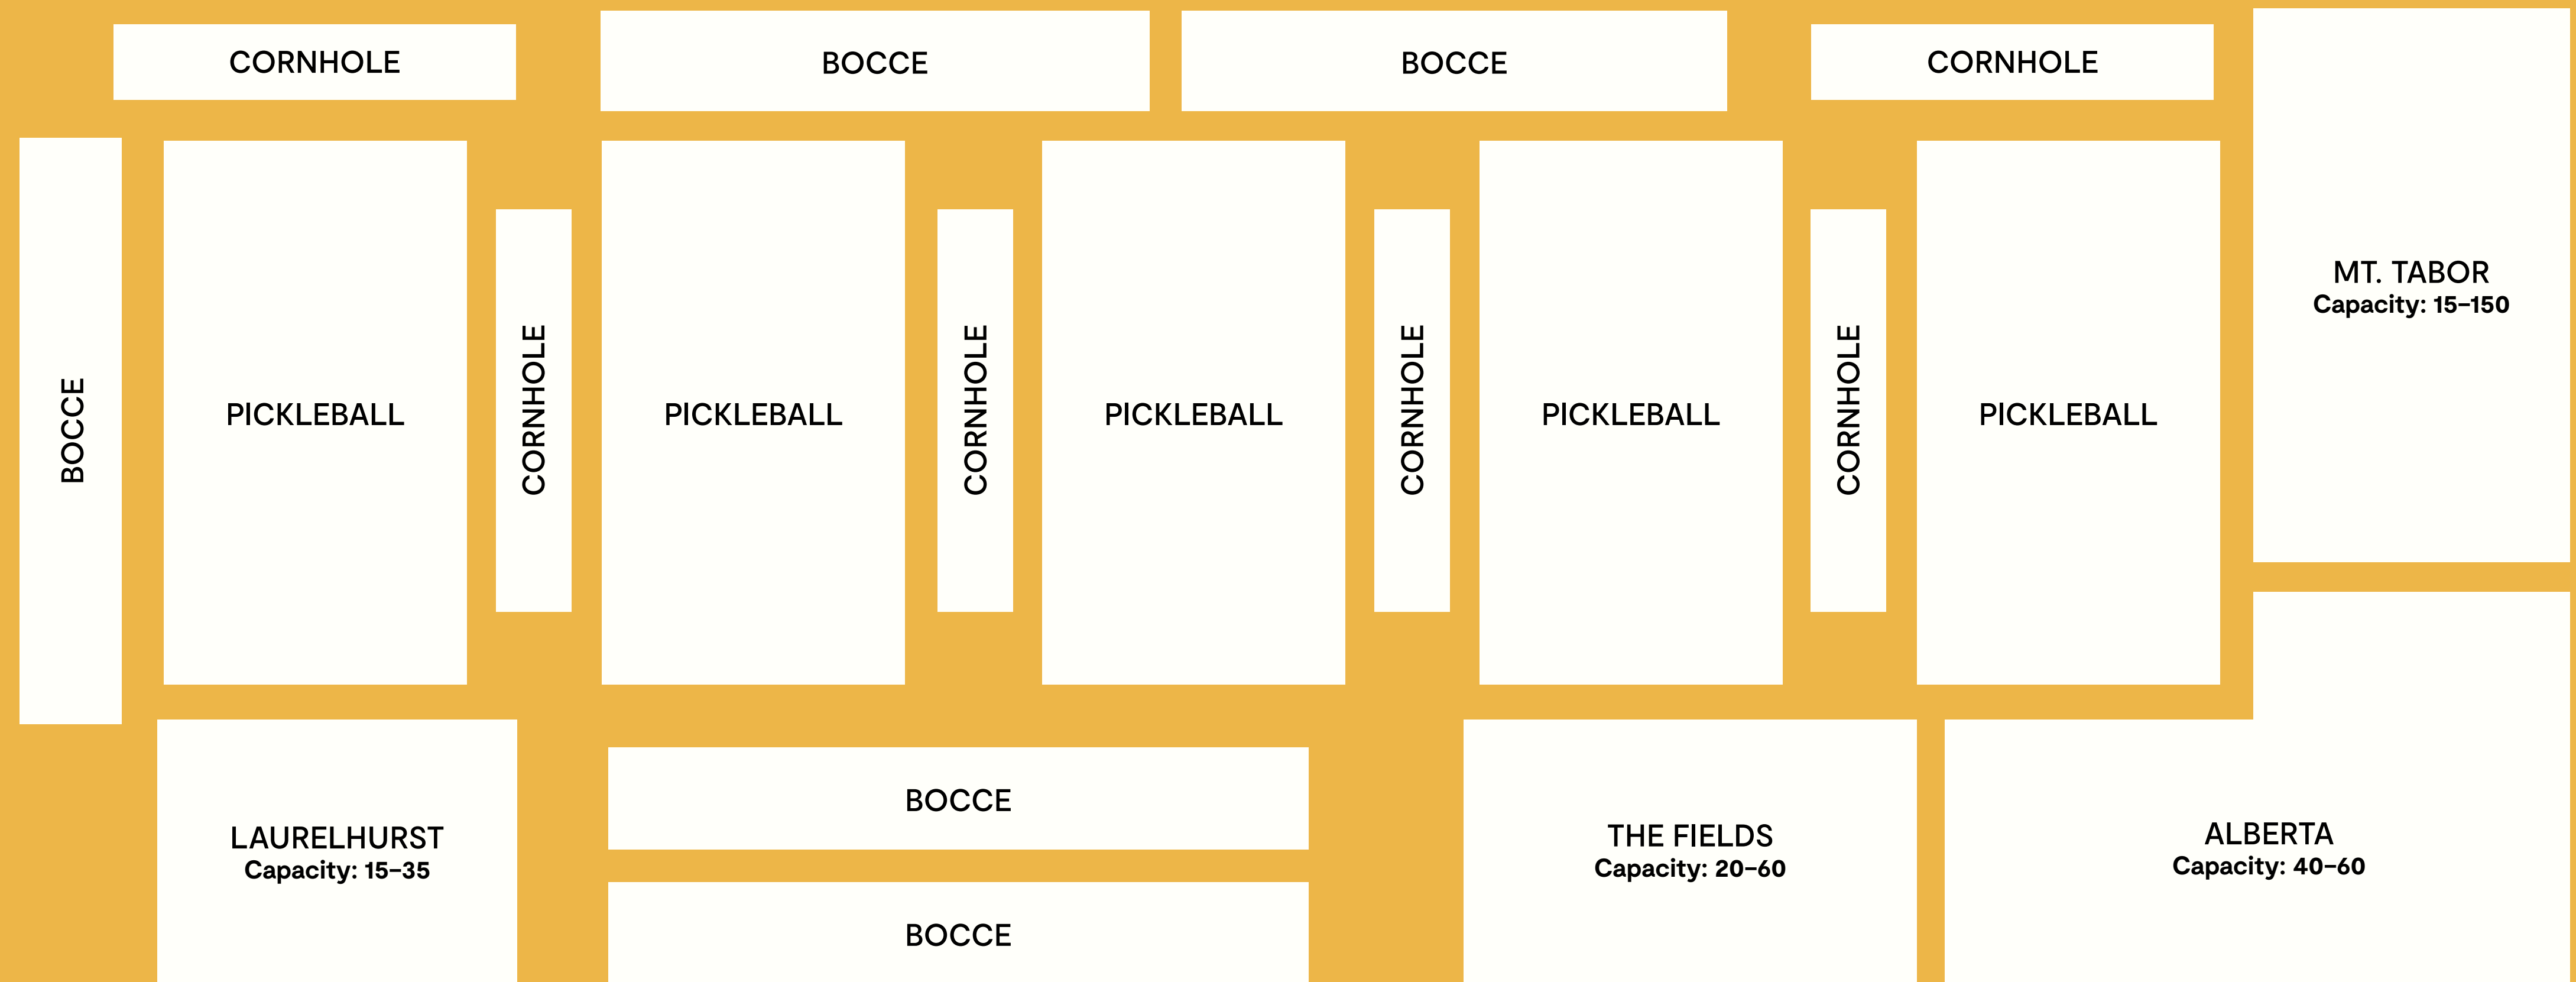 CORNHOLE
BOCCE
BOCCE
CORNHOLE
MT. TABOR
Capacity: 15–150
BOCCE
PICKLEBALL
CORNHOLE
PICKLEBALL
CORNHOLE
PICKLEBALL
CORNHOLE
PICKLEBALL
CORNHOLE
PICKLEBALL
LAURELHURST
Capacity: 15–35
BOCCE
BOCCE
THE FIELDS
Capacity: 20–60
ALBERTA
Capacity: 40–60